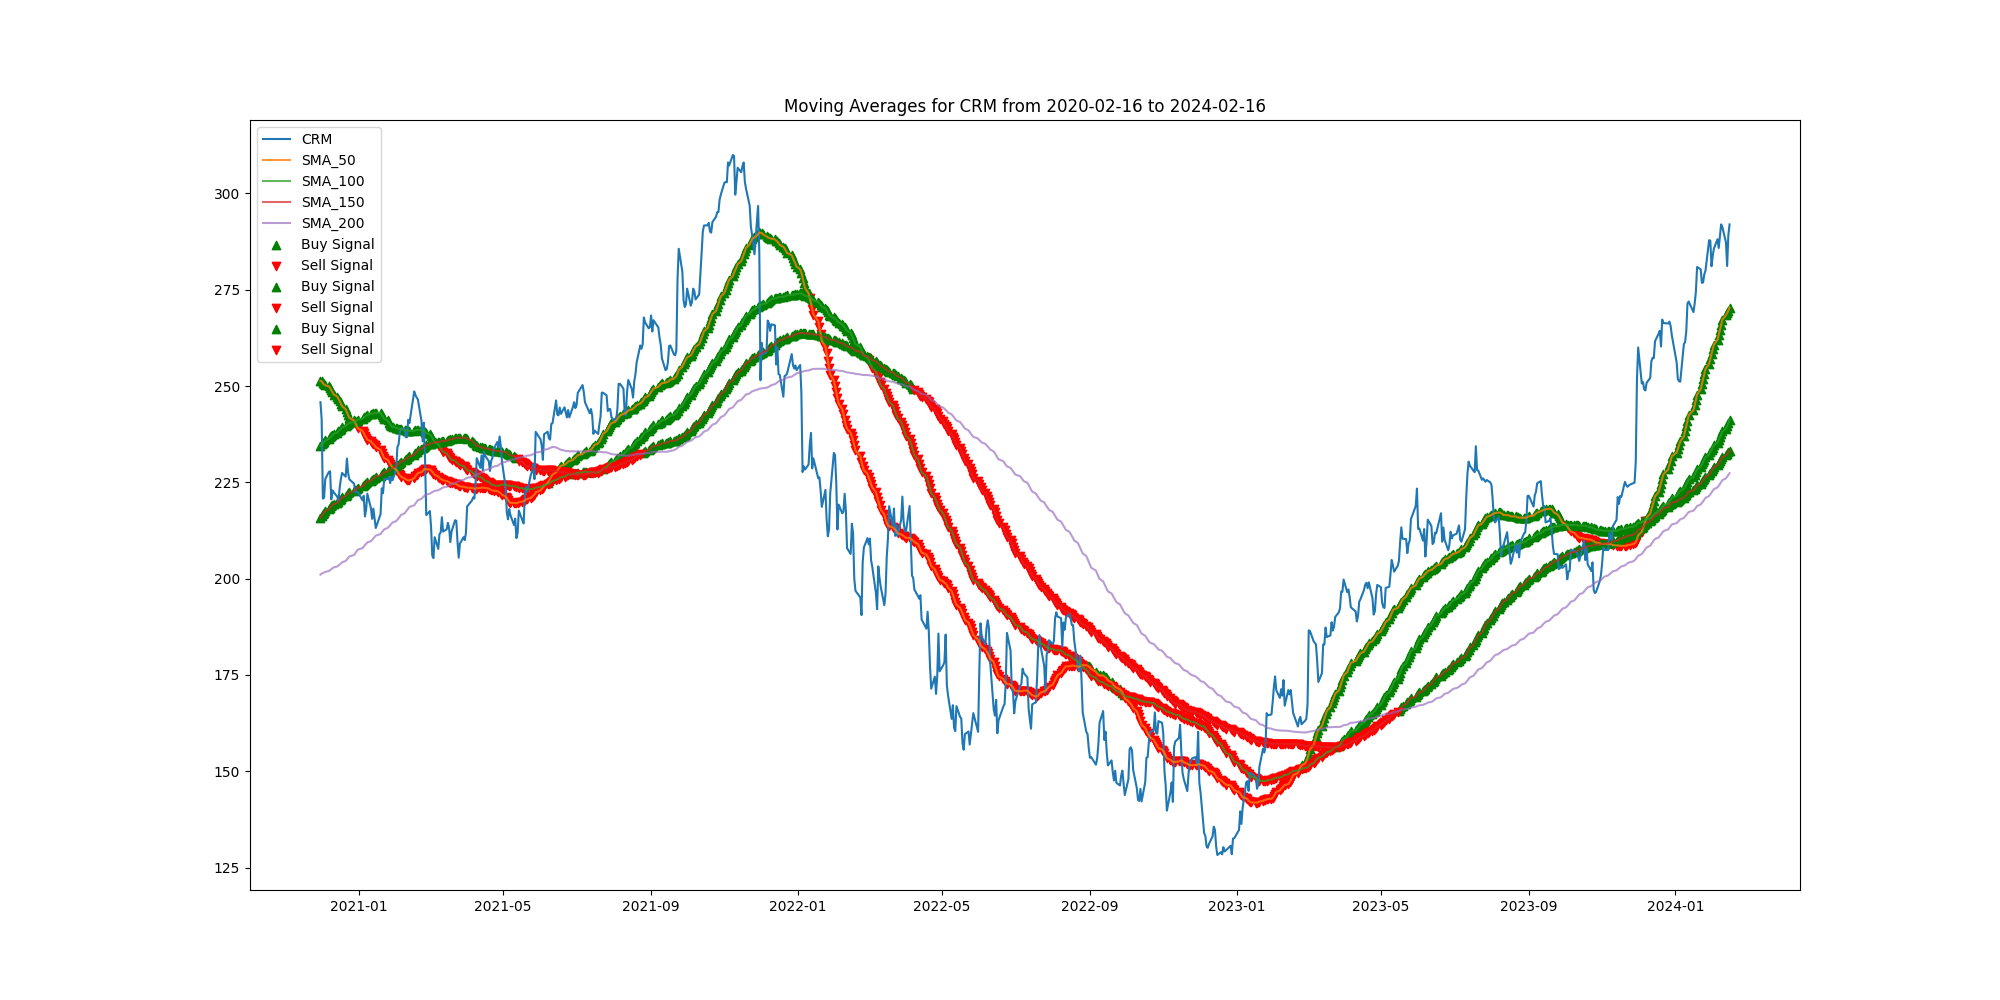 Moving Averages for CRM from 2020-02-16 to 2024-02-16
CRM
SMA_50
SMA_100
SMA_150
SMA_200
Buy Signal
Sell Signal
Buy Signal
Sell Signal
Buy Signal
Sell Signal
300
275
250
225
200
175
150
125
2021-01 2021-05 2021-09 2022-01 2022-05 2022-09 2023-01 2023-05 2023-09 2024-01